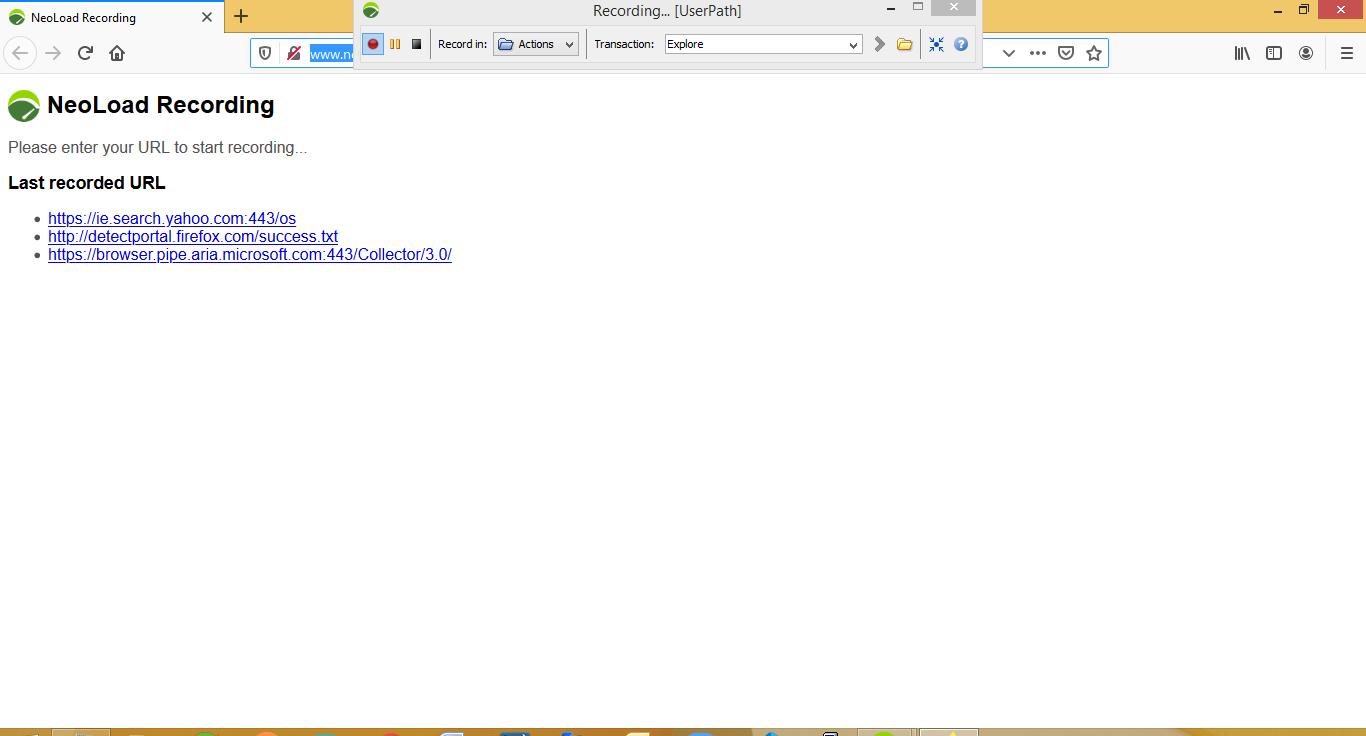 NeoLoad Recording
Recording... [UserPath]
Record in: Actions Transaction: Explore
NeoLoad Recording
Please enter your URL to start recording...
Last recorded URL
https://ie.search.yahoo.com:443/os
http://detectportal.firefox.com/success.txt
https://browser.pipe.aria.microsoft.com:443/Collector/3.0/